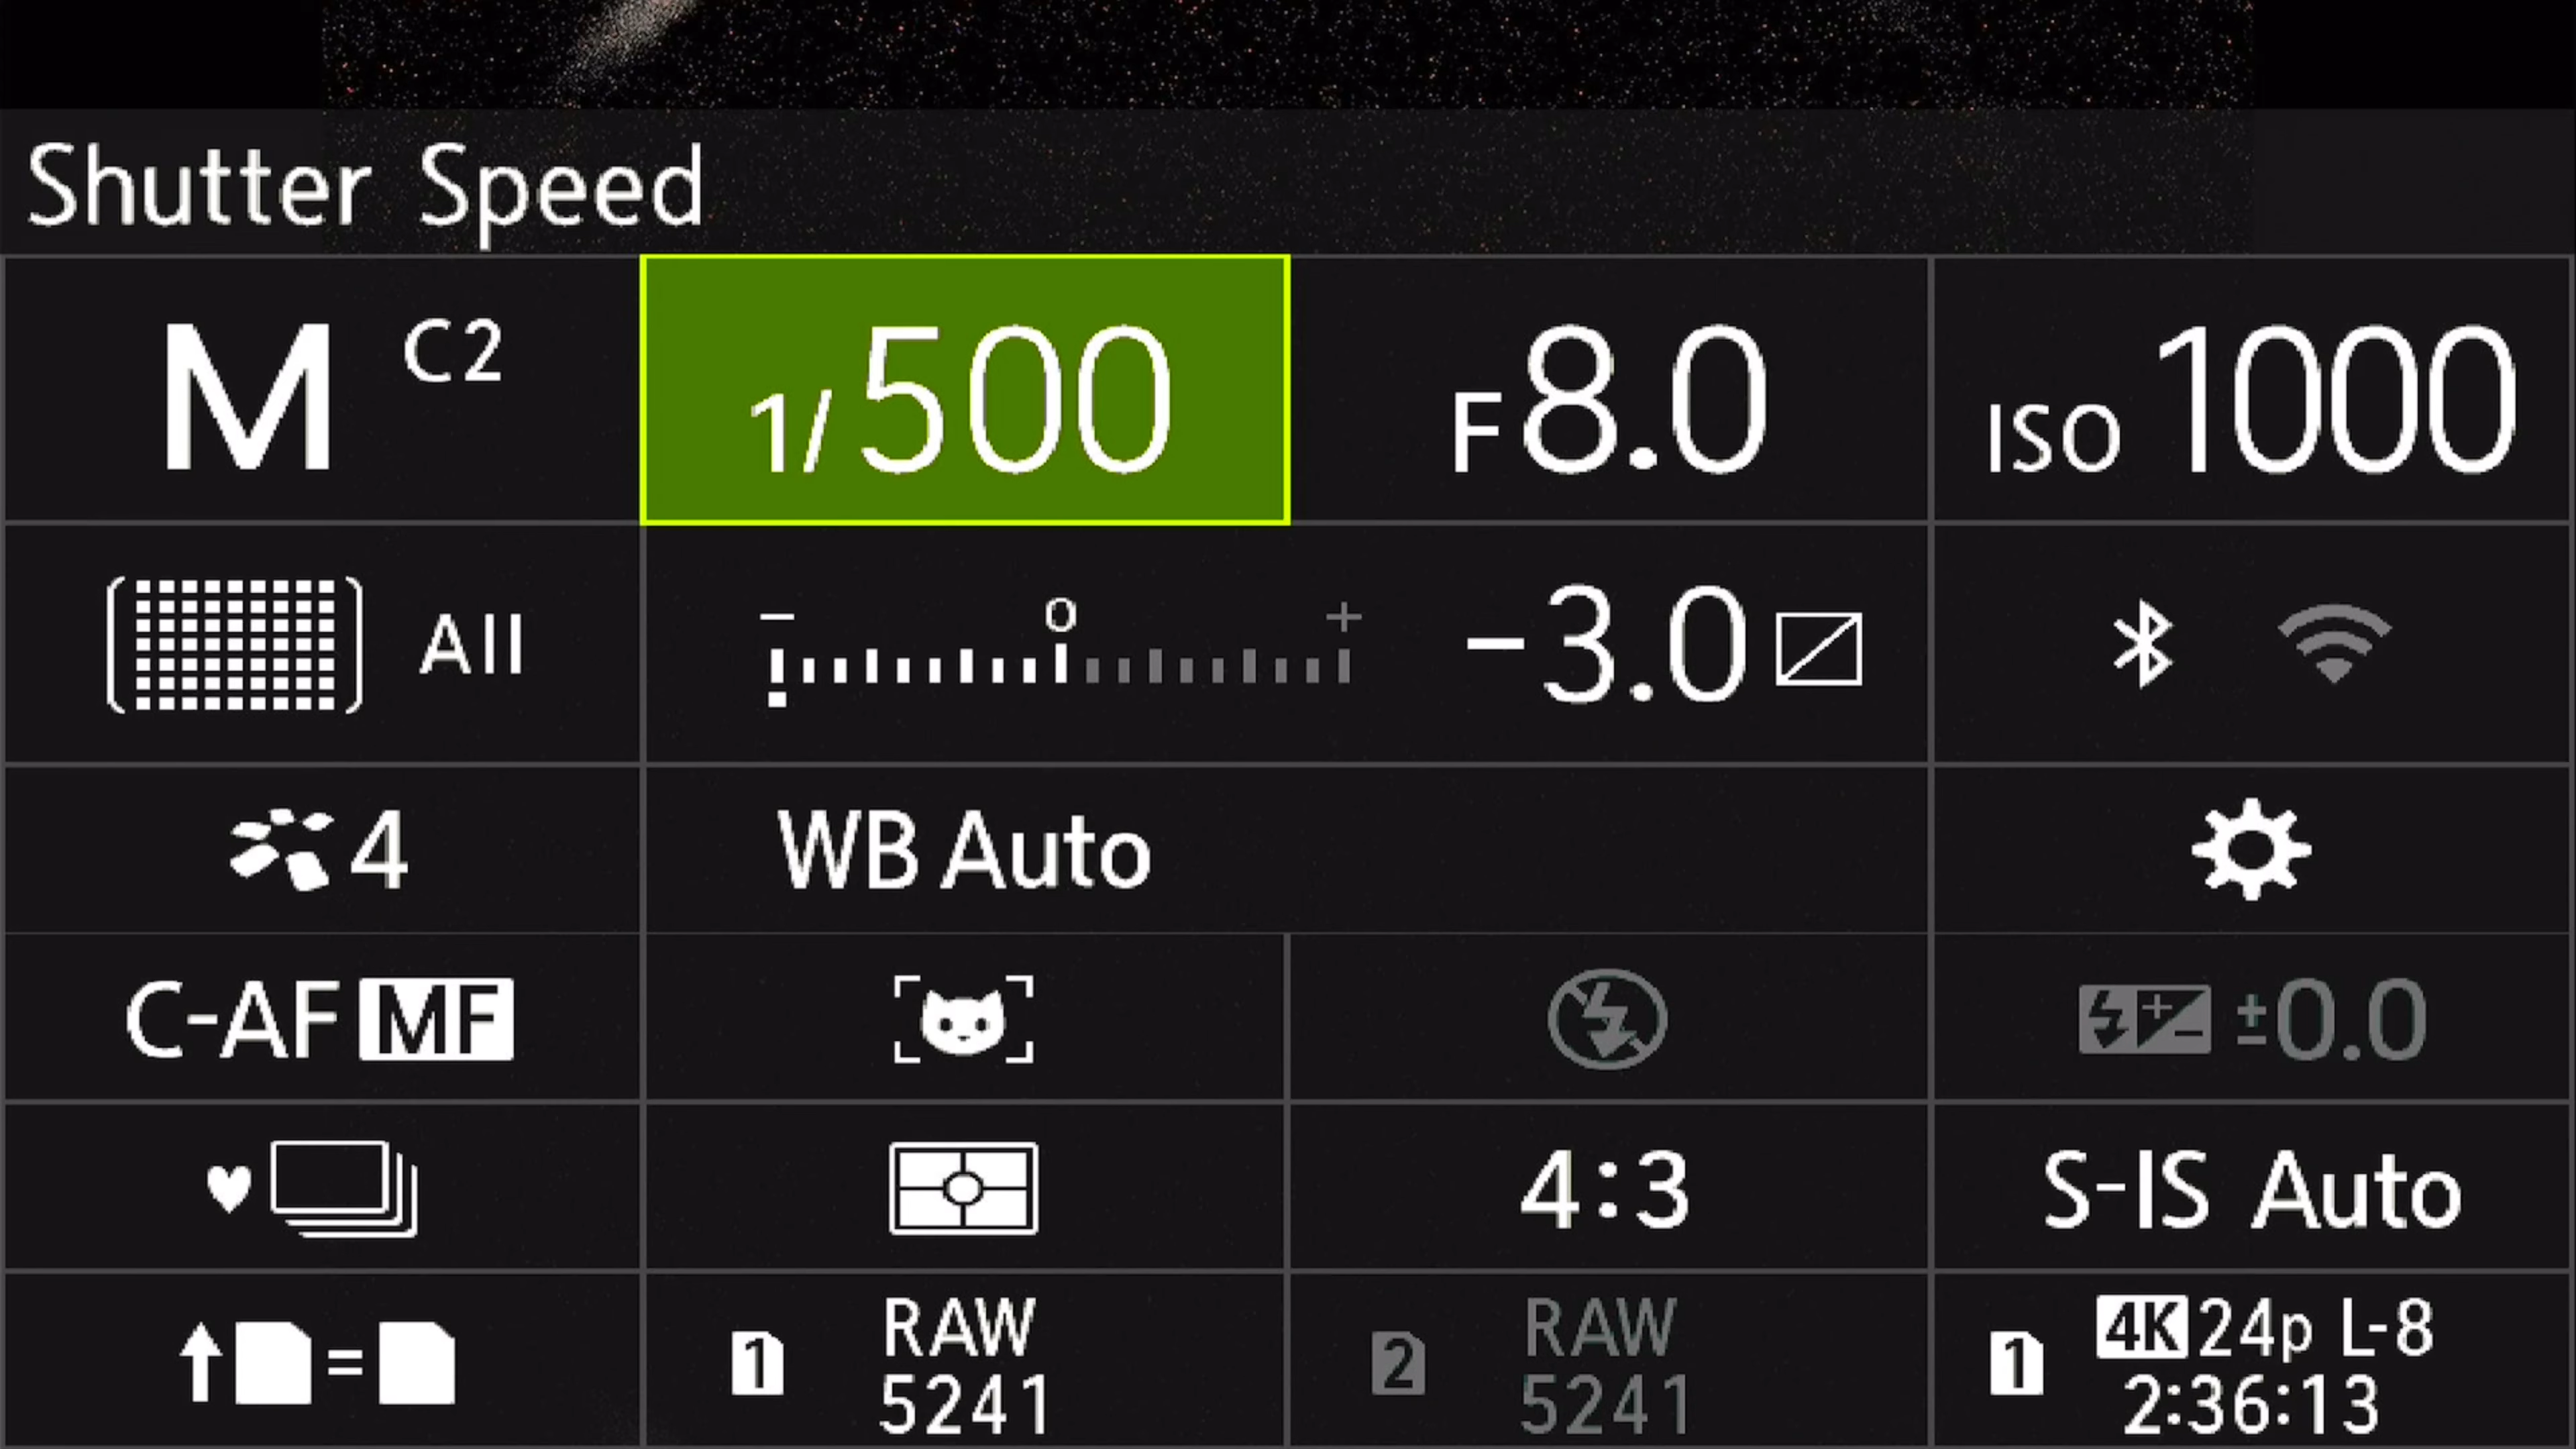 Shutter Speed
M C2
1/500
F8.0
ISO 1000
All
– 0 +
-3.0
4
WB Auto
C-AF MF
±0.0
4:3
S-IS Auto
1 RAW
5241
2 RAW
5241
1 4K 24p L-8
2:36:13